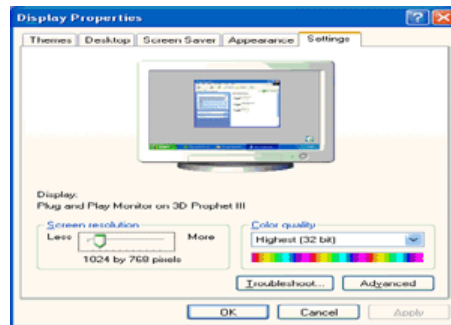 Display Properties
Themes Desktop Screen Saver Appearance Settings
Display:
Plug and Play Monitor on 3D Prophet III
Screen resolution
Less More
1024 by 768 pixels
Color quality
Highest (32 bit)
Troubleshoot... Advanced
OK Cancel Apply